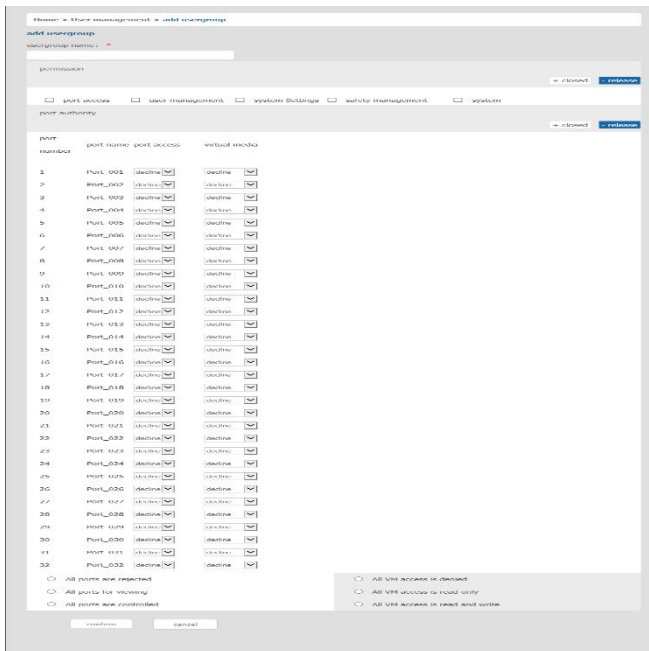 Home > User management > add usergroup
add usergroup
usergroup name: *
permission
+ closed - release
port access user management system Settings safety management system
port authority
+ closed - release
port number port name port access virtual media
1 Port_001 decline decline
2 Port_002 decline decline
3 Port_003 decline decline
4 Port_004 decline decline
5 Port_005 decline decline
6 Port_006 decline decline
7 Port_007 decline decline
8 Port_008 decline decline
9 Port_009 decline decline
10 Port_010 decline decline
11 Port_011 decline decline
12 Port_012 decline decline
13 Port_013 decline decline
14 Port_014 decline decline
15 Port_015 decline decline
16 Port_016 decline decline
17 Port_017 decline decline
18 Port_018 decline decline
19 Port_019 decline decline
20 Port_020 decline decline
21 Port_021 decline decline
22 Port_022 decline decline
23 Port_023 decline decline
24 Port_024 decline decline
25 Port_025 decline decline
26 Port_026 decline decline
27 Port_027 decline decline
28 Port_028 decline decline
29 Port_029 decline decline
30 Port_030 decline decline
31 Port_031 decline decline
32 Port_032 decline decline
All ports are rejected All VM access is denied
All ports for viewing All VM access is read only
All ports are controlled All VM access is read and write
confirm cancel